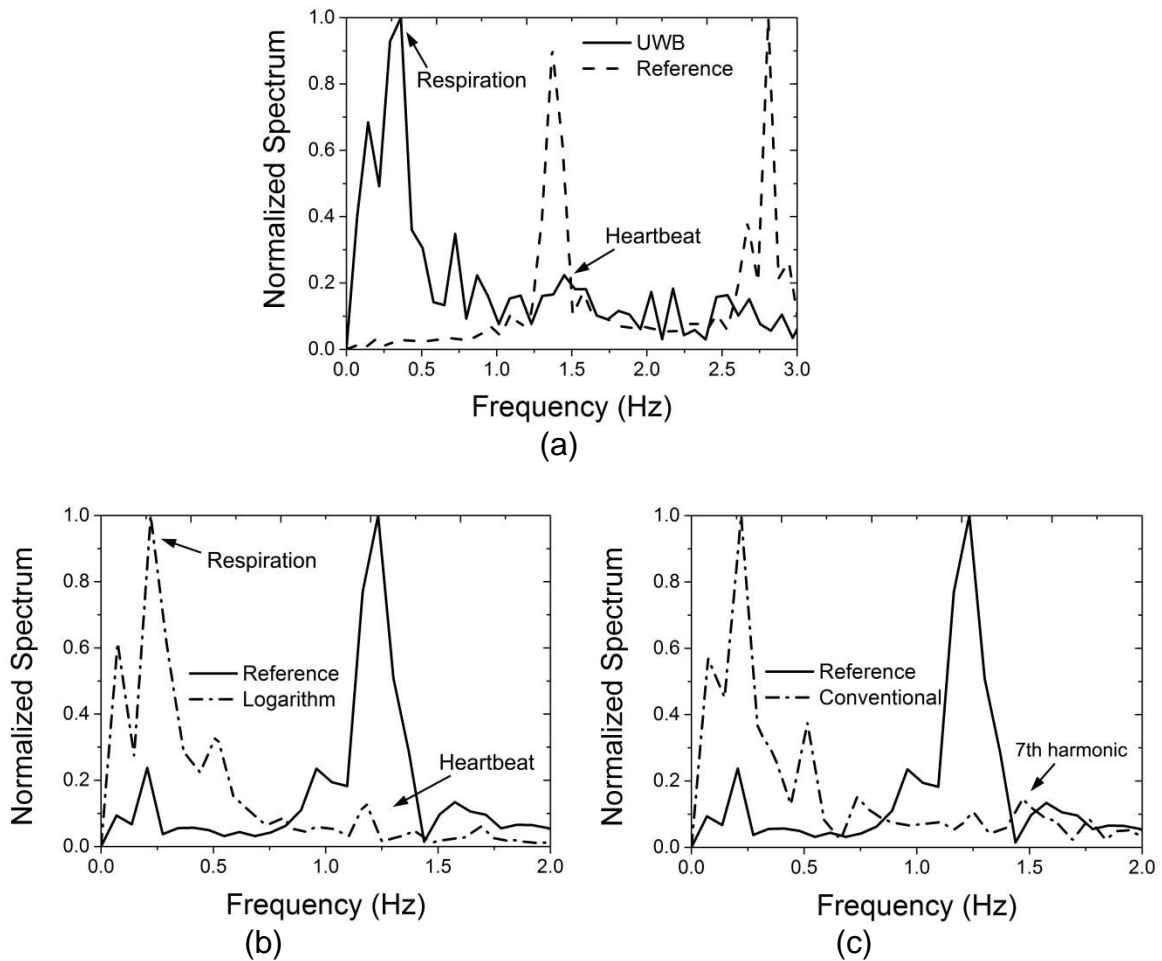 Normalized Spectrum
1.0
0.8
0.6
0.4
0.2
0.0
UWB
Reference
Respiration
Heartbeat
0.0 0.5 1.0 1.5 2.0 2.5 3.0
Frequency (Hz)
(a)
Normalized Spectrum
1.0
0.8
0.6
0.4
0.2
0.0
Respiration
Reference
Logarithm
Heartbeat
0.0 0.5 1.0 1.5 2.0
Frequency (Hz)
(b)
Normalized Spectrum
1.0
0.8
0.6
0.4
0.2
0.0
Reference
Conventional
7th harmonic
0.0 0.5 1.0 1.5 2.0
Frequency (Hz)
(c)